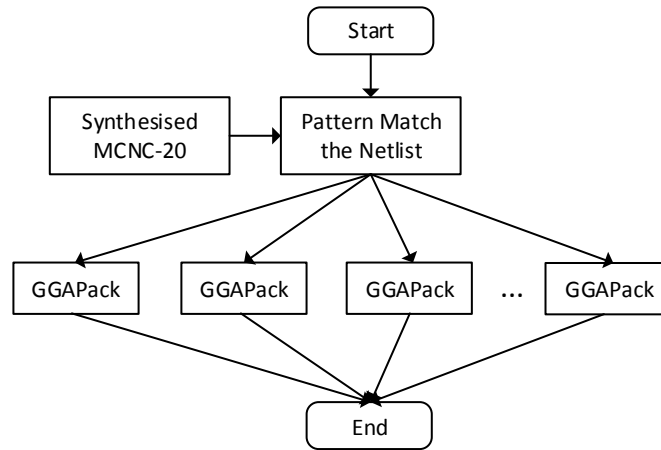 Start
Synthesised
MCNC-20
Pattern Match
the Netlist
GGAPack
GGAPack
GGAPack
...
GGAPack
End